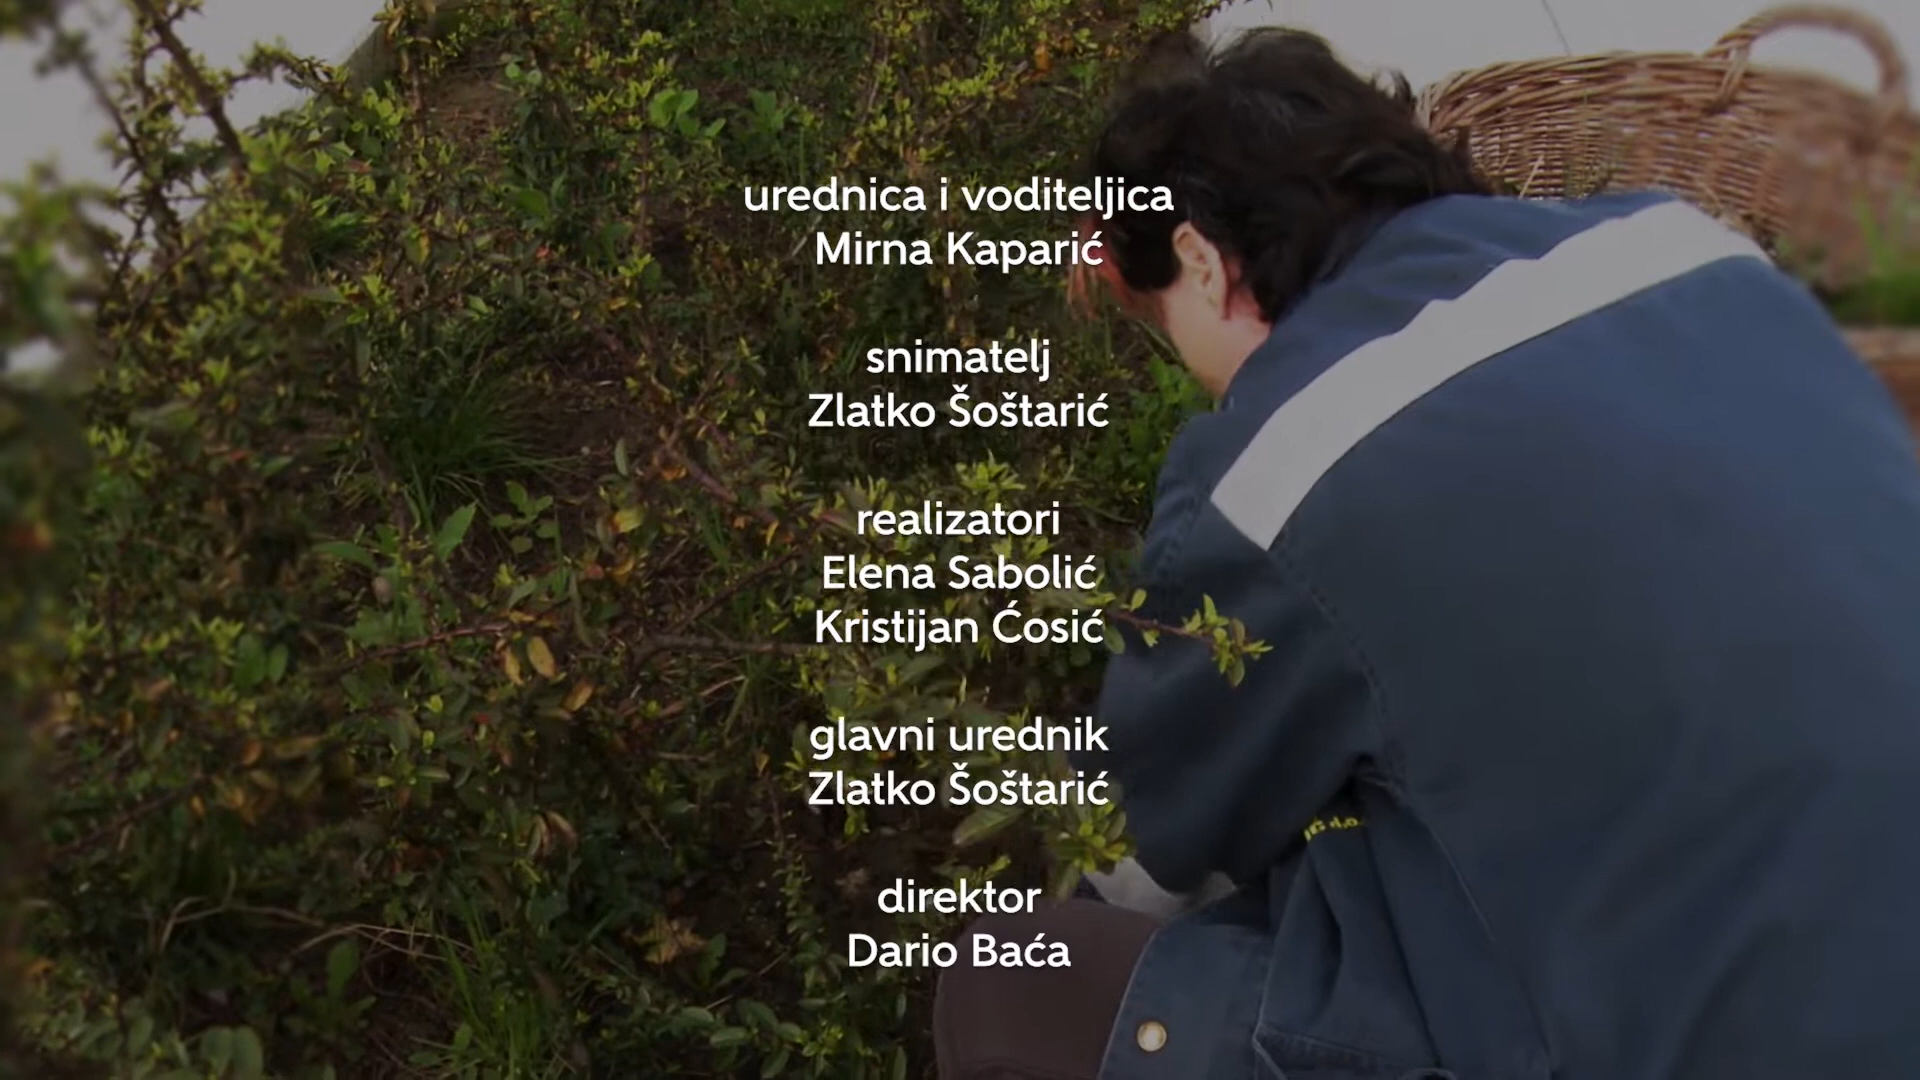 urednica i voditeljica
Mirna Kaparić
snimatelj
Zlatko Šoštarić
realizatori
Elena Sabolić
Kristijan Ćosić
glavni urednik
Zlatko Šoštarić
direktor
Dario Baća